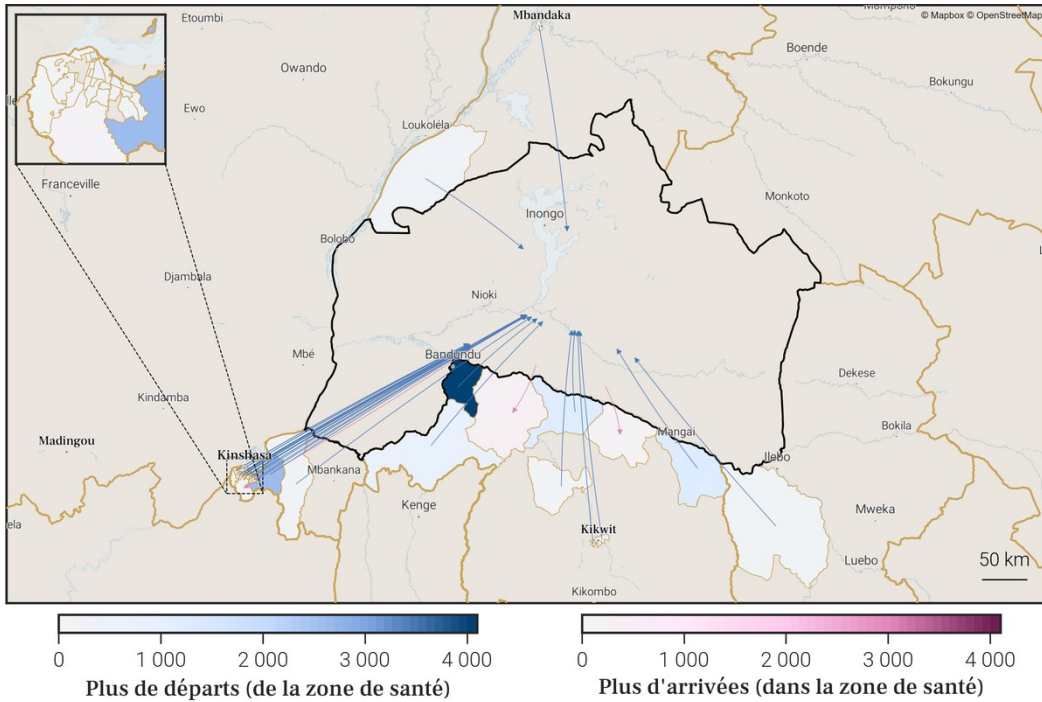 Etoumbi
Mbandaka
© Mapbox © OpenStreetMap
Boende
Owando
Bokungu
Ewo
Loukoléla
Franceville
Monkoto
Inongo
Bolobo
Djambala
Nioki
Mbé
Bandundu
Dekese
Kindamba
Bokila
Madingou
Mangai
Kinshasa
Ilebo
Mbankana
Kenge
Mweka
Kikwit
50 km
Luebo
Kikombo
0 1 000 2 000 3 000 4 000
Plus de départs (de la zone de santé)
0 1 000 2 000 3 000 4 000
Plus d'arrivées (dans la zone de santé)